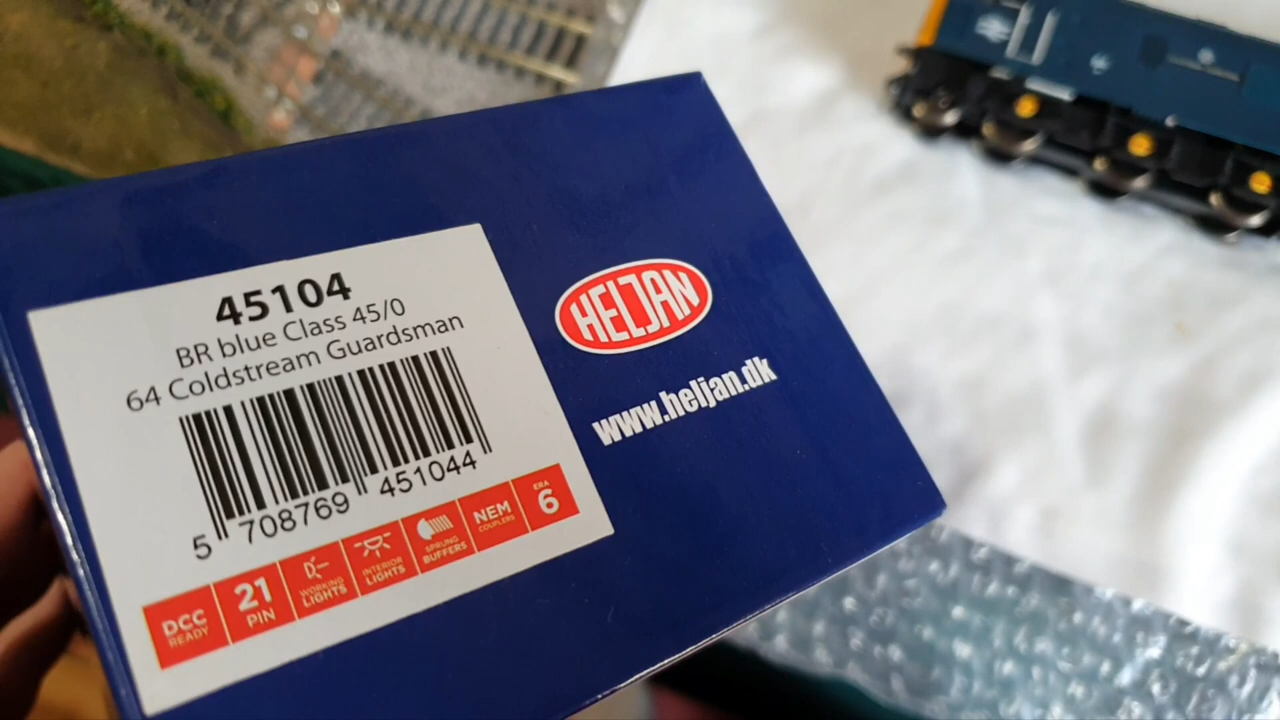 45104
BR blue Class 45/0
64 Coldstream Guardsman
5 708769 451044
DCC
READY
21
PIN
WORKING
LIGHTS
INTERIOR
LIGHTS
SPRUNG
BUFFERS
NEM
COUPLERS
ERA
6
HELJAN
www.heljan.dk